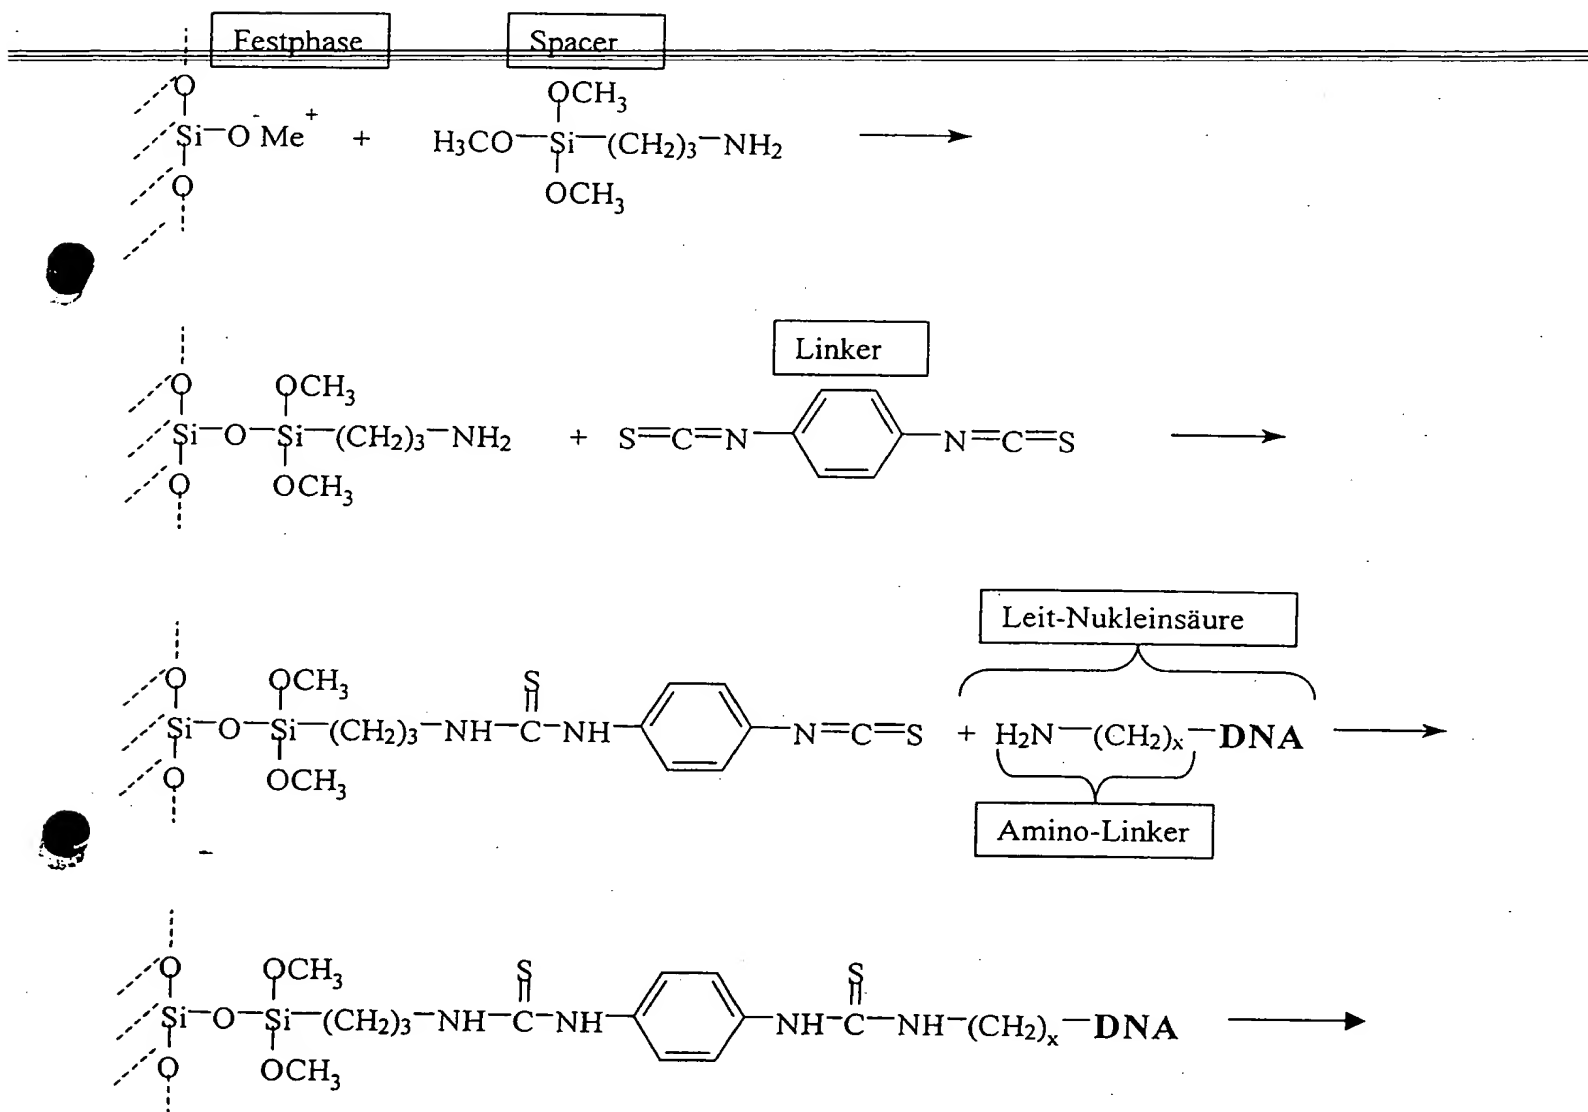 Festphase Spacer
O OCH3
Si—O⁻Me⁺ + H3CO—Si—(CH2)3—NH2
O OCH3
Linker
O OCH3
Si—O—Si—(CH2)3—NH2 + S=C=N N=C=S
O OCH3
Leit-Nukleinsäure
O OCH3 S
Si—O—Si—(CH2)3—NH—C—NH N=C=S + H2N—(CH2)x—DNA
O OCH3
Amino-Linker
O OCH3 S S
Si—O—Si—(CH2)3—NH—C—NH NH—C—NH—(CH2)x—DNA
O OCH3